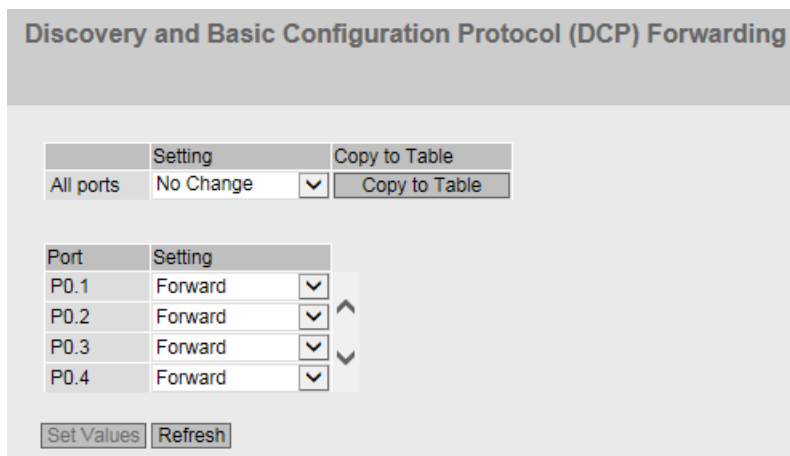 Discovery and Basic Configuration Protocol (DCP) Forwarding
Setting Copy to Table
All ports No Change Copy to Table
Port Setting
P0.1 Forward
P0.2 Forward
P0.3 Forward
P0.4 Forward
Set Values Refresh